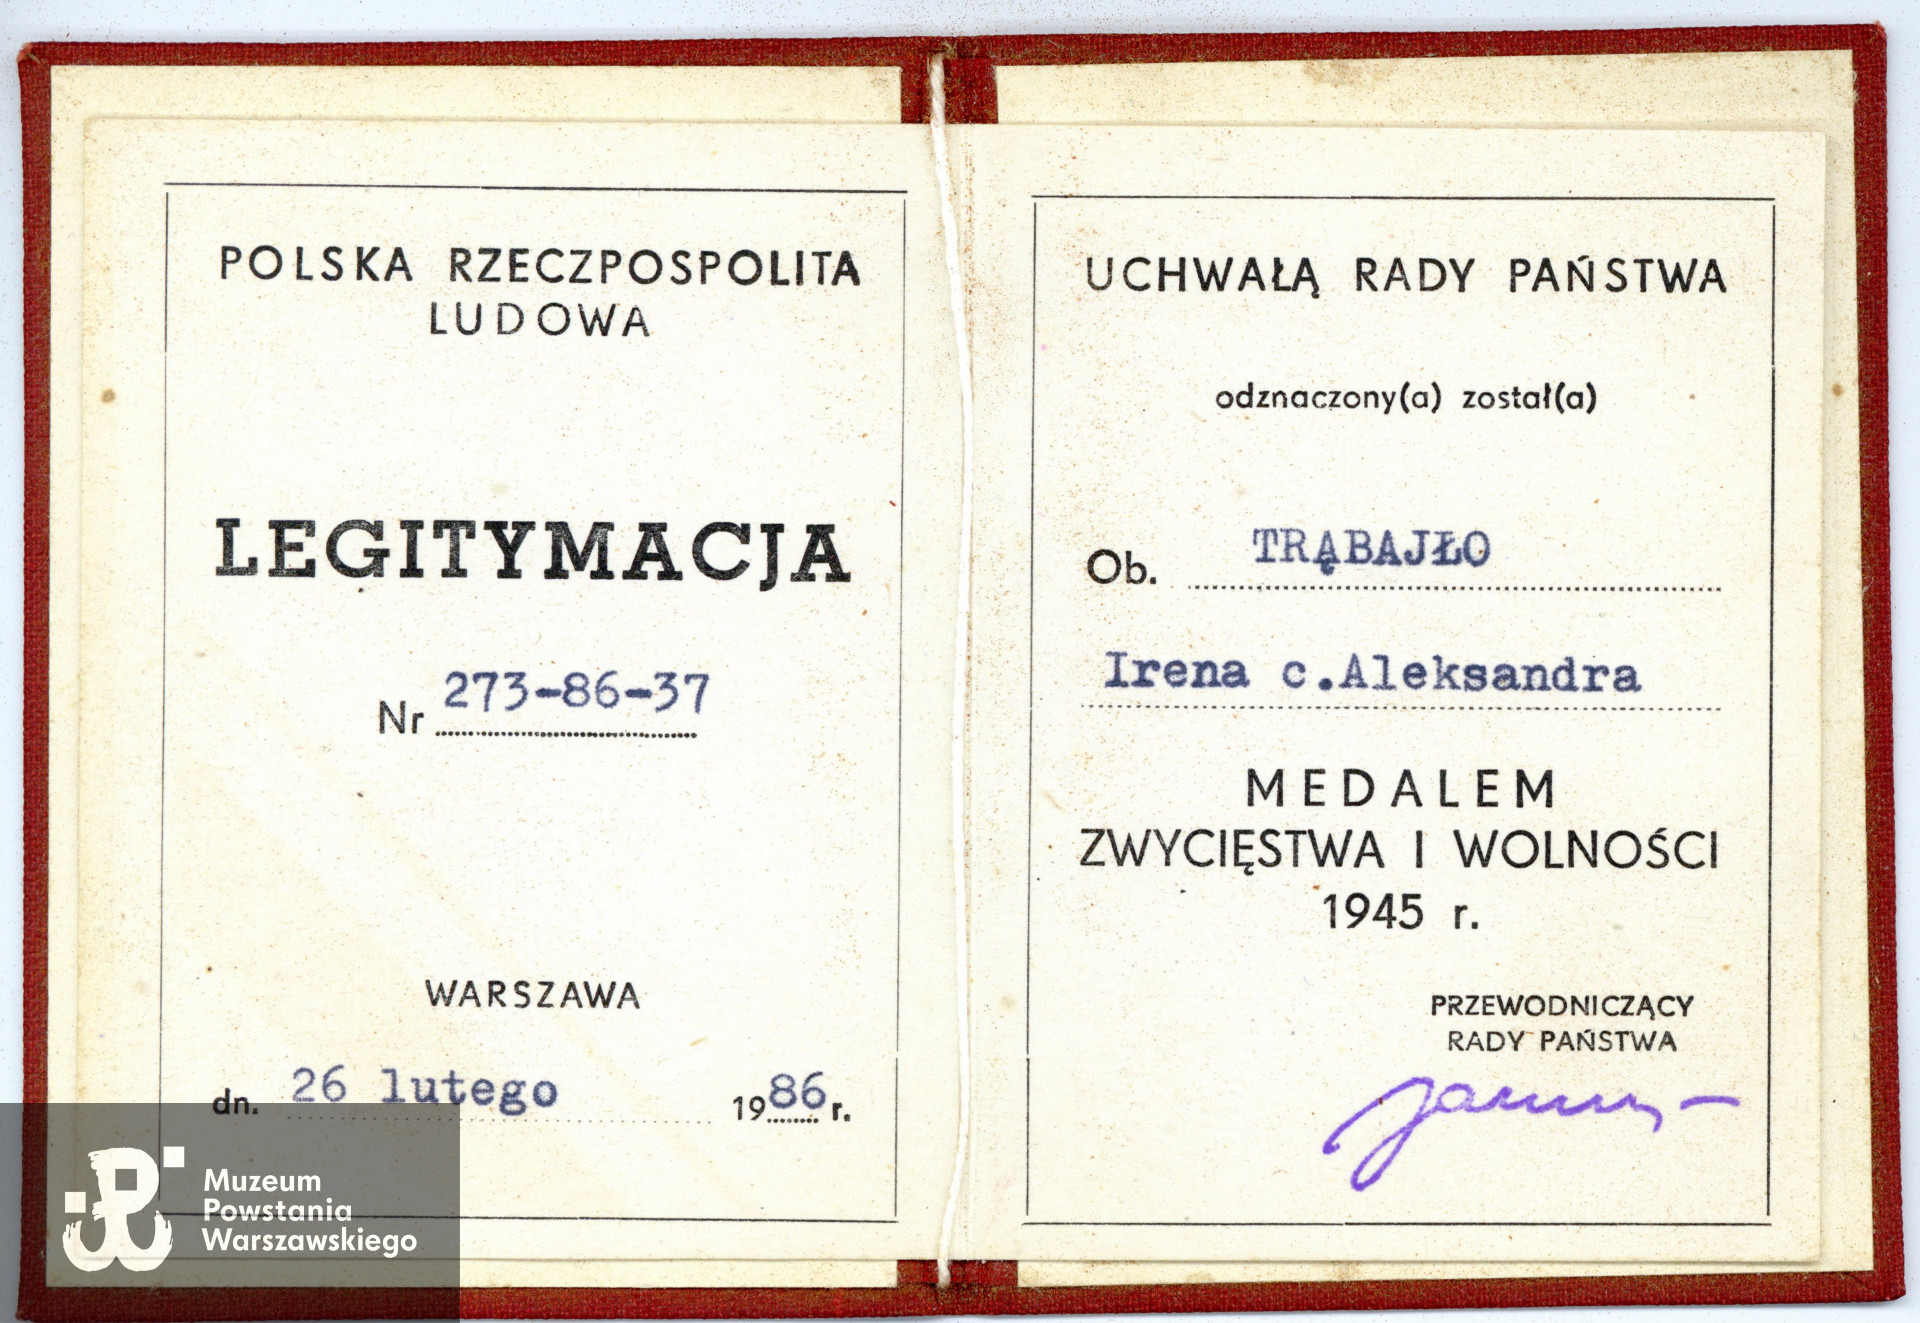 POLSKA RZECZPOSPOLITA
LUDOWA
LEGITYMACJA
Nr 273-86-37
WARSZAWA
dn. 26 lutego 1986 r.
UCHWAŁĄ RADY PAŃSTWA
odznaczony(a) został(a)
Ob. TRĄBAJŁO
Irena c.Aleksandra
MEDALEM
ZWYCIĘSTWA I WOLNOŚCI
1945 r.
PRZEWODNICZĄCY
RADY PAŃSTWA
Muzeum
Powstania
Warszawskiego